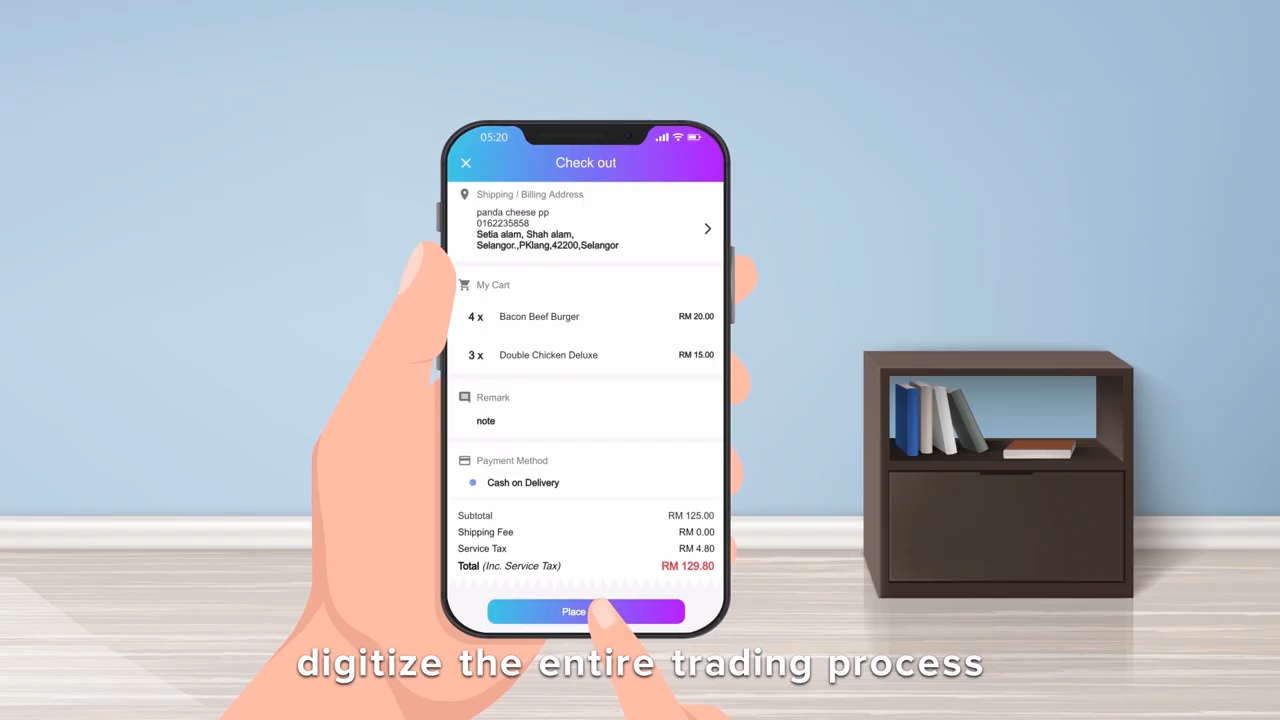 05:20
Check out
Shipping / Billing Address
panda cheese pp
0162235858
Setia alam, Shah alam,
Selangor.,PKlang,42200,Selangor
My Cart
4 x Bacon Beef Burger RM 20.00
3 x Double Chicken Deluxe RM 15.00
Remark
note
Payment Method
Cash on Delivery
Subtotal RM 125.00
Shipping Fee RM 0.00
Service Tax RM 4.80
Total (Inc. Service Tax) RM 129.80
Place
digitize the entire trading process